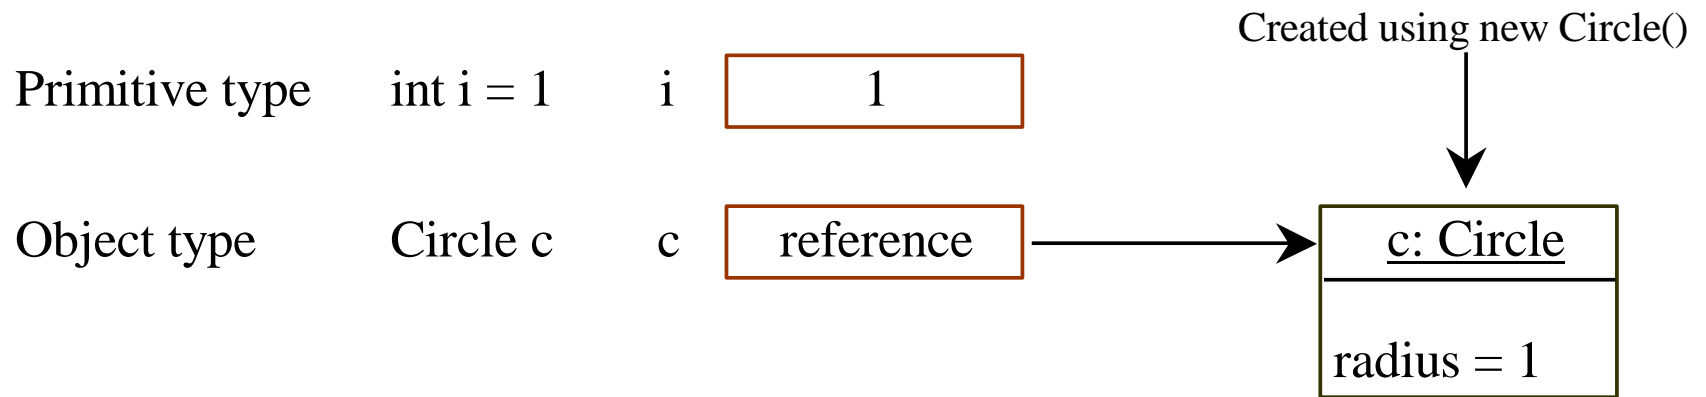 Created using new Circle()
Primitive type int i = 1 i 1
Object type Circle c c reference c: Circle
radius = 1